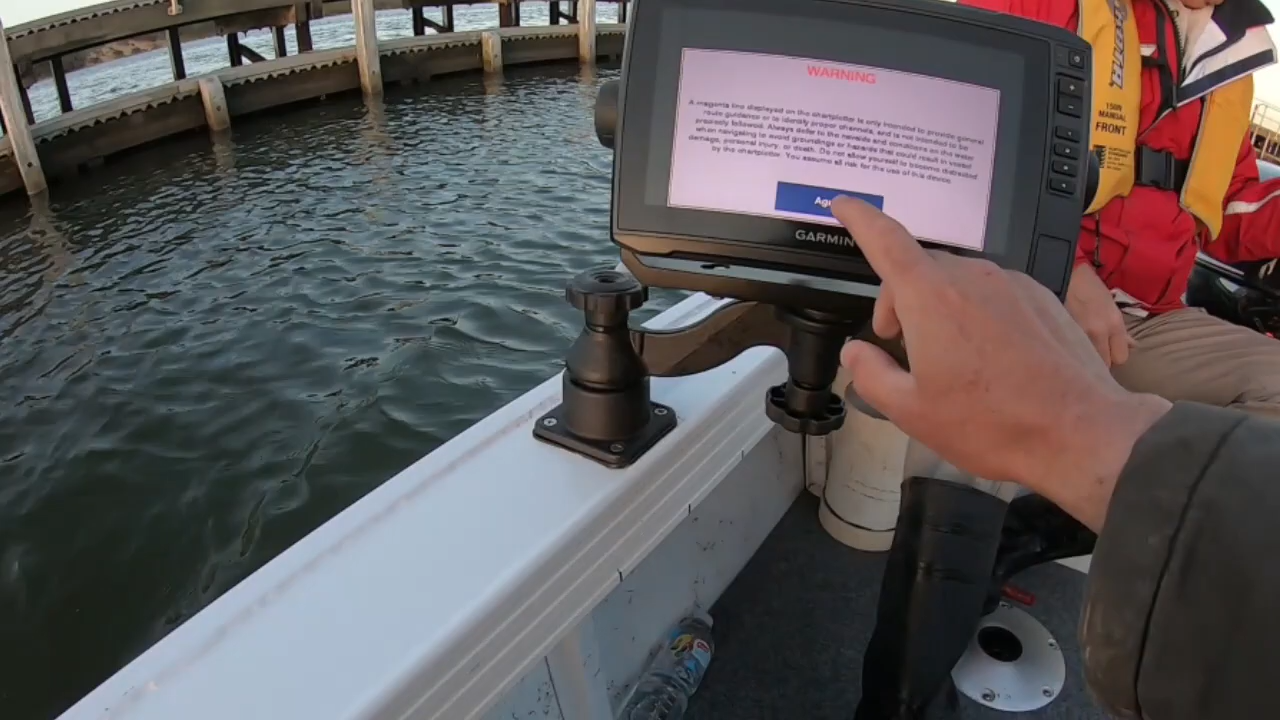 WARNING
A magenta line displayed on the chartplotter is only intended to provide general
route guidance or to identify proper channels, and is not intended to be
precisely followed. Always defer to the navaids and conditions on the water
when navigating to avoid groundings or hazards that could result in vessel
damage, personal injury, or death. Do not allow yourself to become distracted
by the chartplotter. You assume all risk for the use of this device.
Ag
GARMIN
150N
MANUAL
FRONT